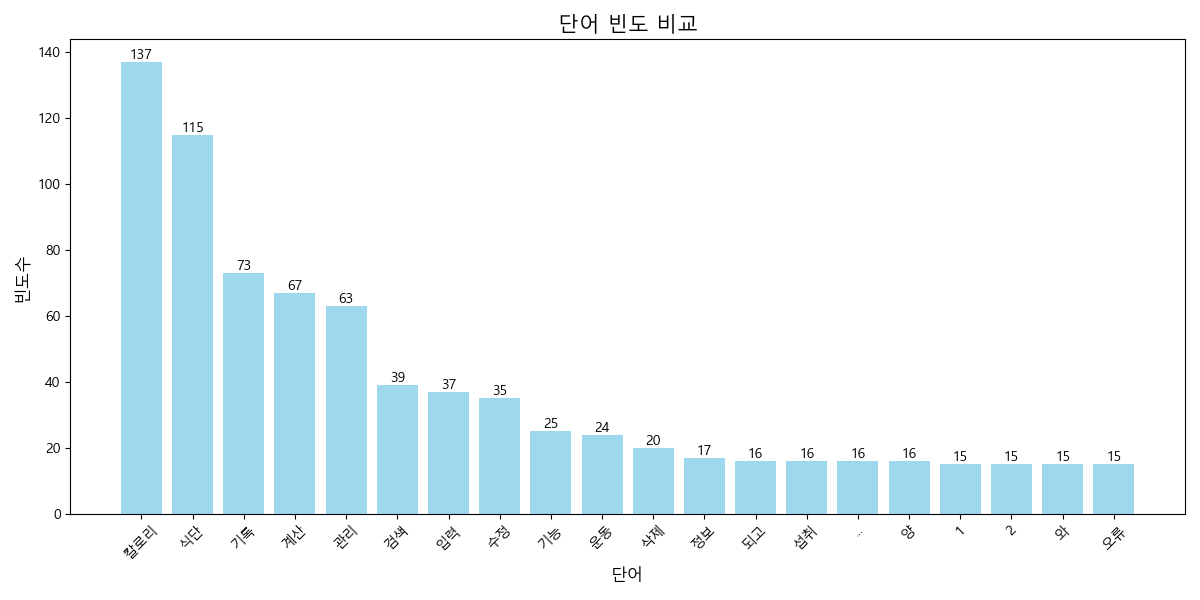 단어 빈도 비교
빈도수
140
120
100
80
60
40
20
0
137
115
73
67
63
39
37
35
25
24
20
17
16
16
16
16
15
15
15
15
칼로리
식단
기록
계산
관리
검색
입력
수정
기능
운동
삭제
정보
되고
섭취
...
양
1
2
와
오류
단어